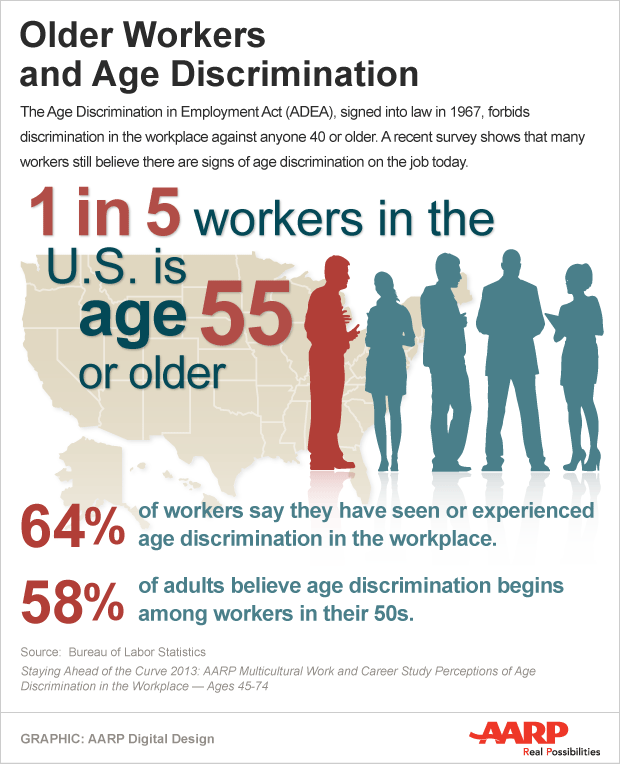 Older Workers
and Age Discrimination
The Age Discrimination in Employment Act (ADEA), signed into law in 1967, forbids
discrimination in the workplace against anyone 40 or older. A recent survey shows that many
workers still believe there are signs of age discrimination on the job today.
1 in 5 workers in the
U.S. is
age 55
or older
64% of workers say they have seen or experienced
age discrimination in the workplace.
58% of adults believe age discrimination begins
among workers in their 50s.
Source: Bureau of Labor Statistics
Staying Ahead of the Curve 2013: AARP Multicultural Work and Career Study Perceptions of Age
Discrimination in the Workplace — Ages 45-74
GRAPHIC: AARP Digital Design
AARP
Real Possibilities